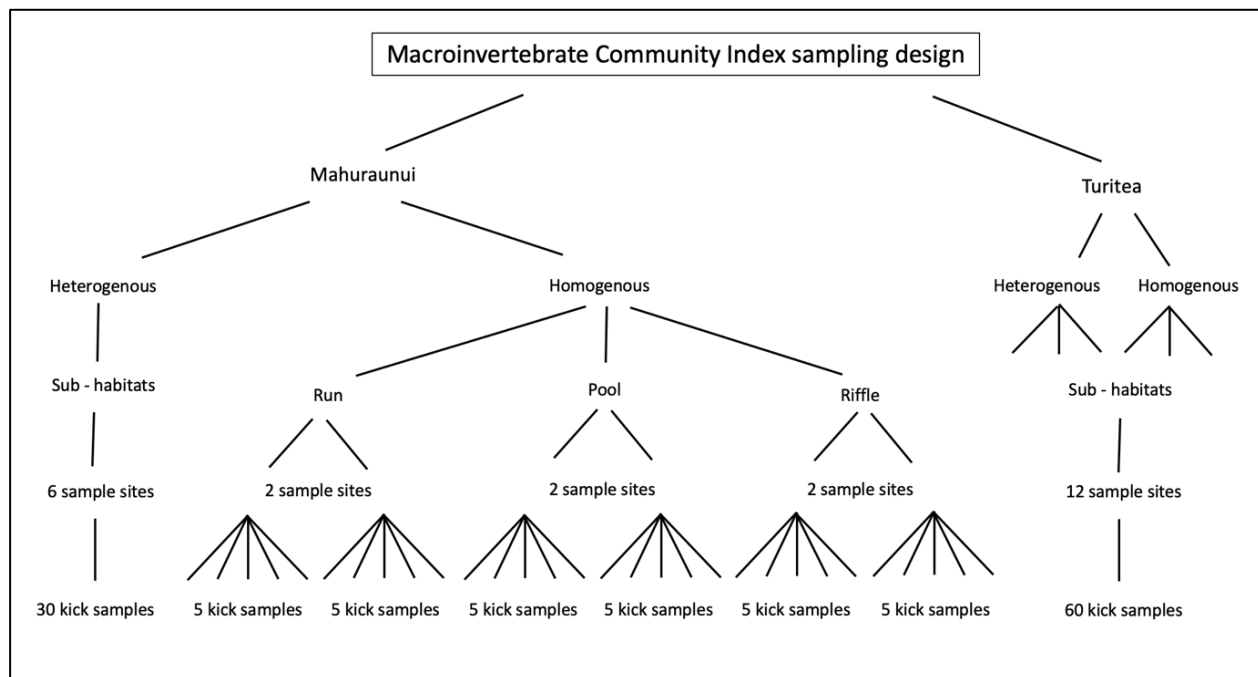 Macroinvertebrate Community Index sampling design
Mahuraunui
Turitea
Heterogenous
Homogenous
Heterogenous
Homogenous
Sub - habitats
Run
Pool
Riffle
Sub - habitats
6 sample sites
2 sample sites
2 sample sites
2 sample sites
12 sample sites
30 kick samples
5 kick samples
5 kick samples
5 kick samples
5 kick samples
5 kick samples
5 kick samples
60 kick samples